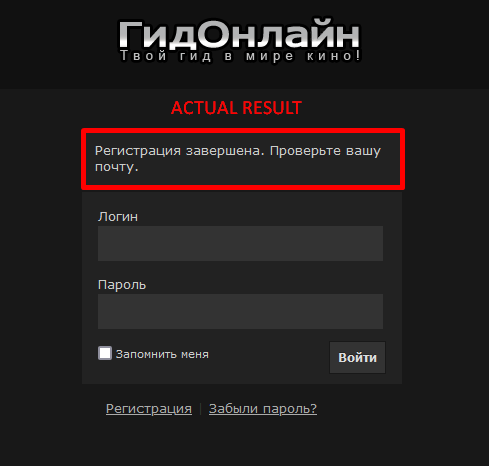 ГидОнлайн
Твой гид в мире кино!
ACTUAL RESULT
Регистрация завершена. Проверьте вашу
почту.
Логин
Пароль
Запомнить меня
Войти
Регистрация | Забыли пароль?